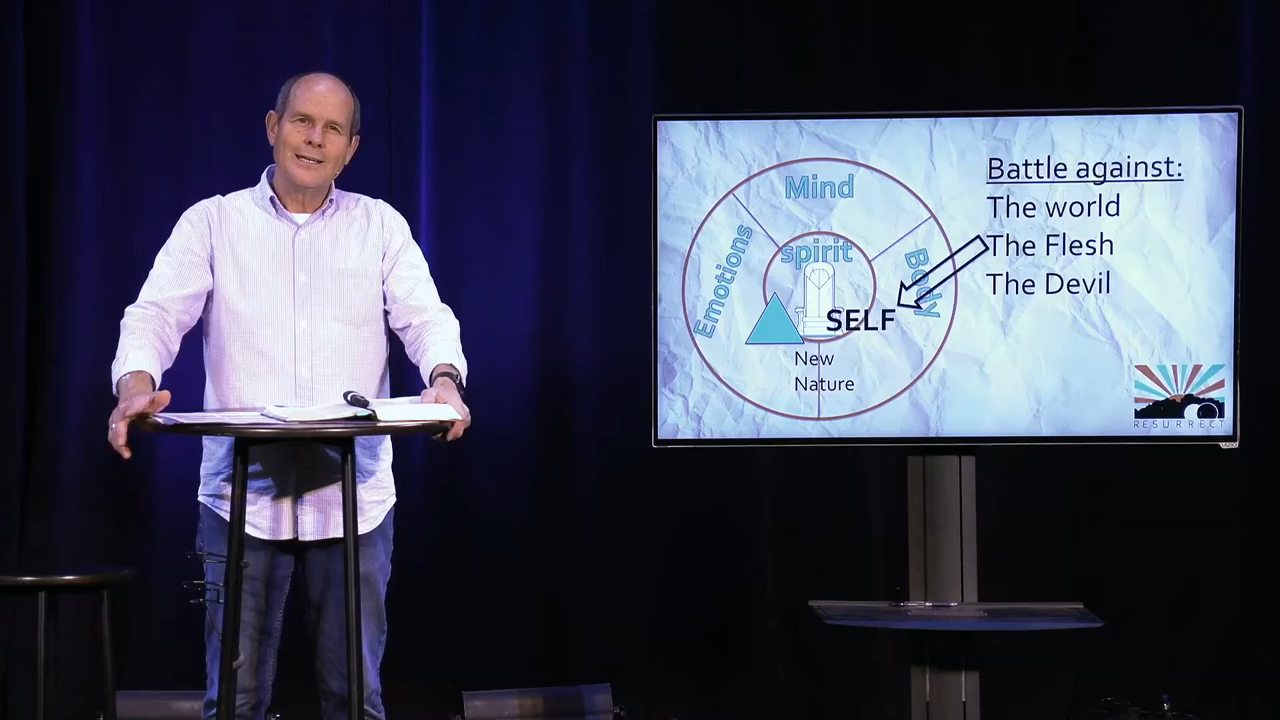 Mind
spirit
Emotions
Body
SELF
New
Nature
Battle against:
The world
The Flesh
The Devil
RESURRECT